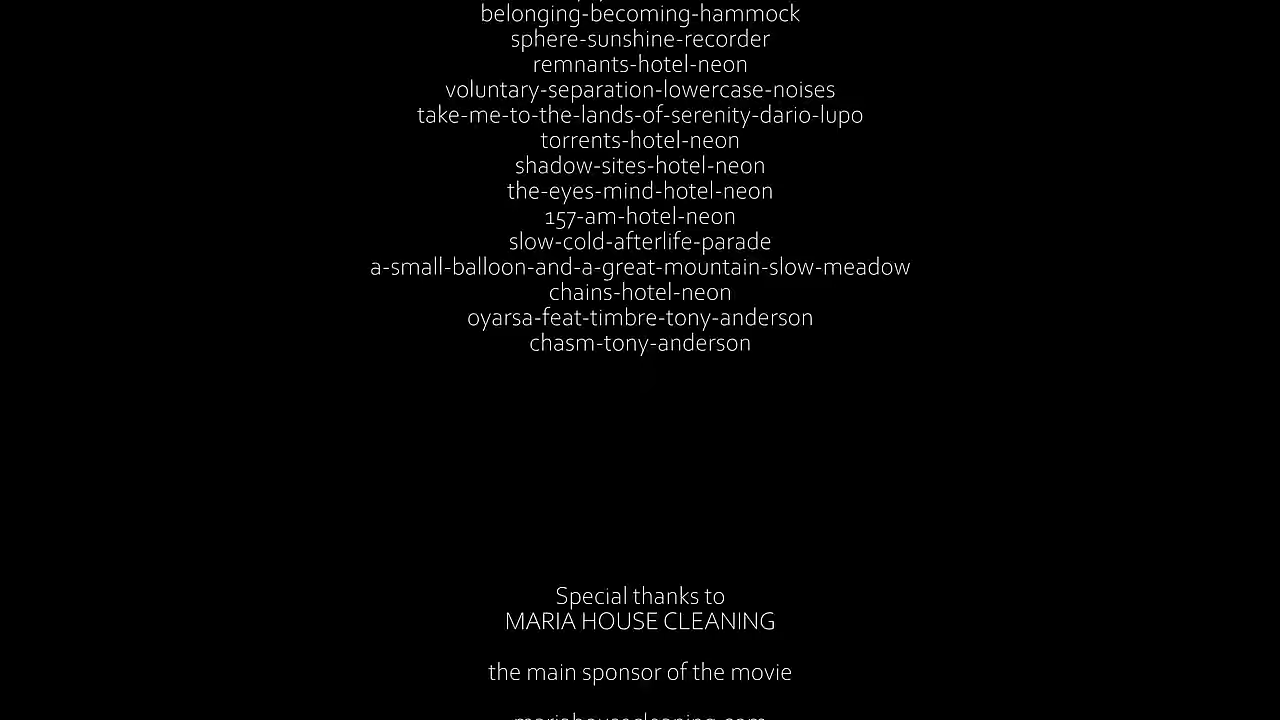 belonging-becoming-hammock
sphere-sunshine-recorder
remnants-hotel-neon
voluntary-separation-lowercase-noises
take-me-to-the-lands-of-serenity-dario-lupo
torrents-hotel-neon
shadow-sites-hotel-neon
the-eyes-mind-hotel-neon
157-am-hotel-neon
slow-cold-afterlife-parade
a-small-balloon-and-a-great-mountain-slow-meadow
chains-hotel-neon
oyarsa-feat-timbre-tony-anderson
chasm-tony-anderson
Special thanks to
MARIA HOUSE CLEANING
the main sponsor of the movie